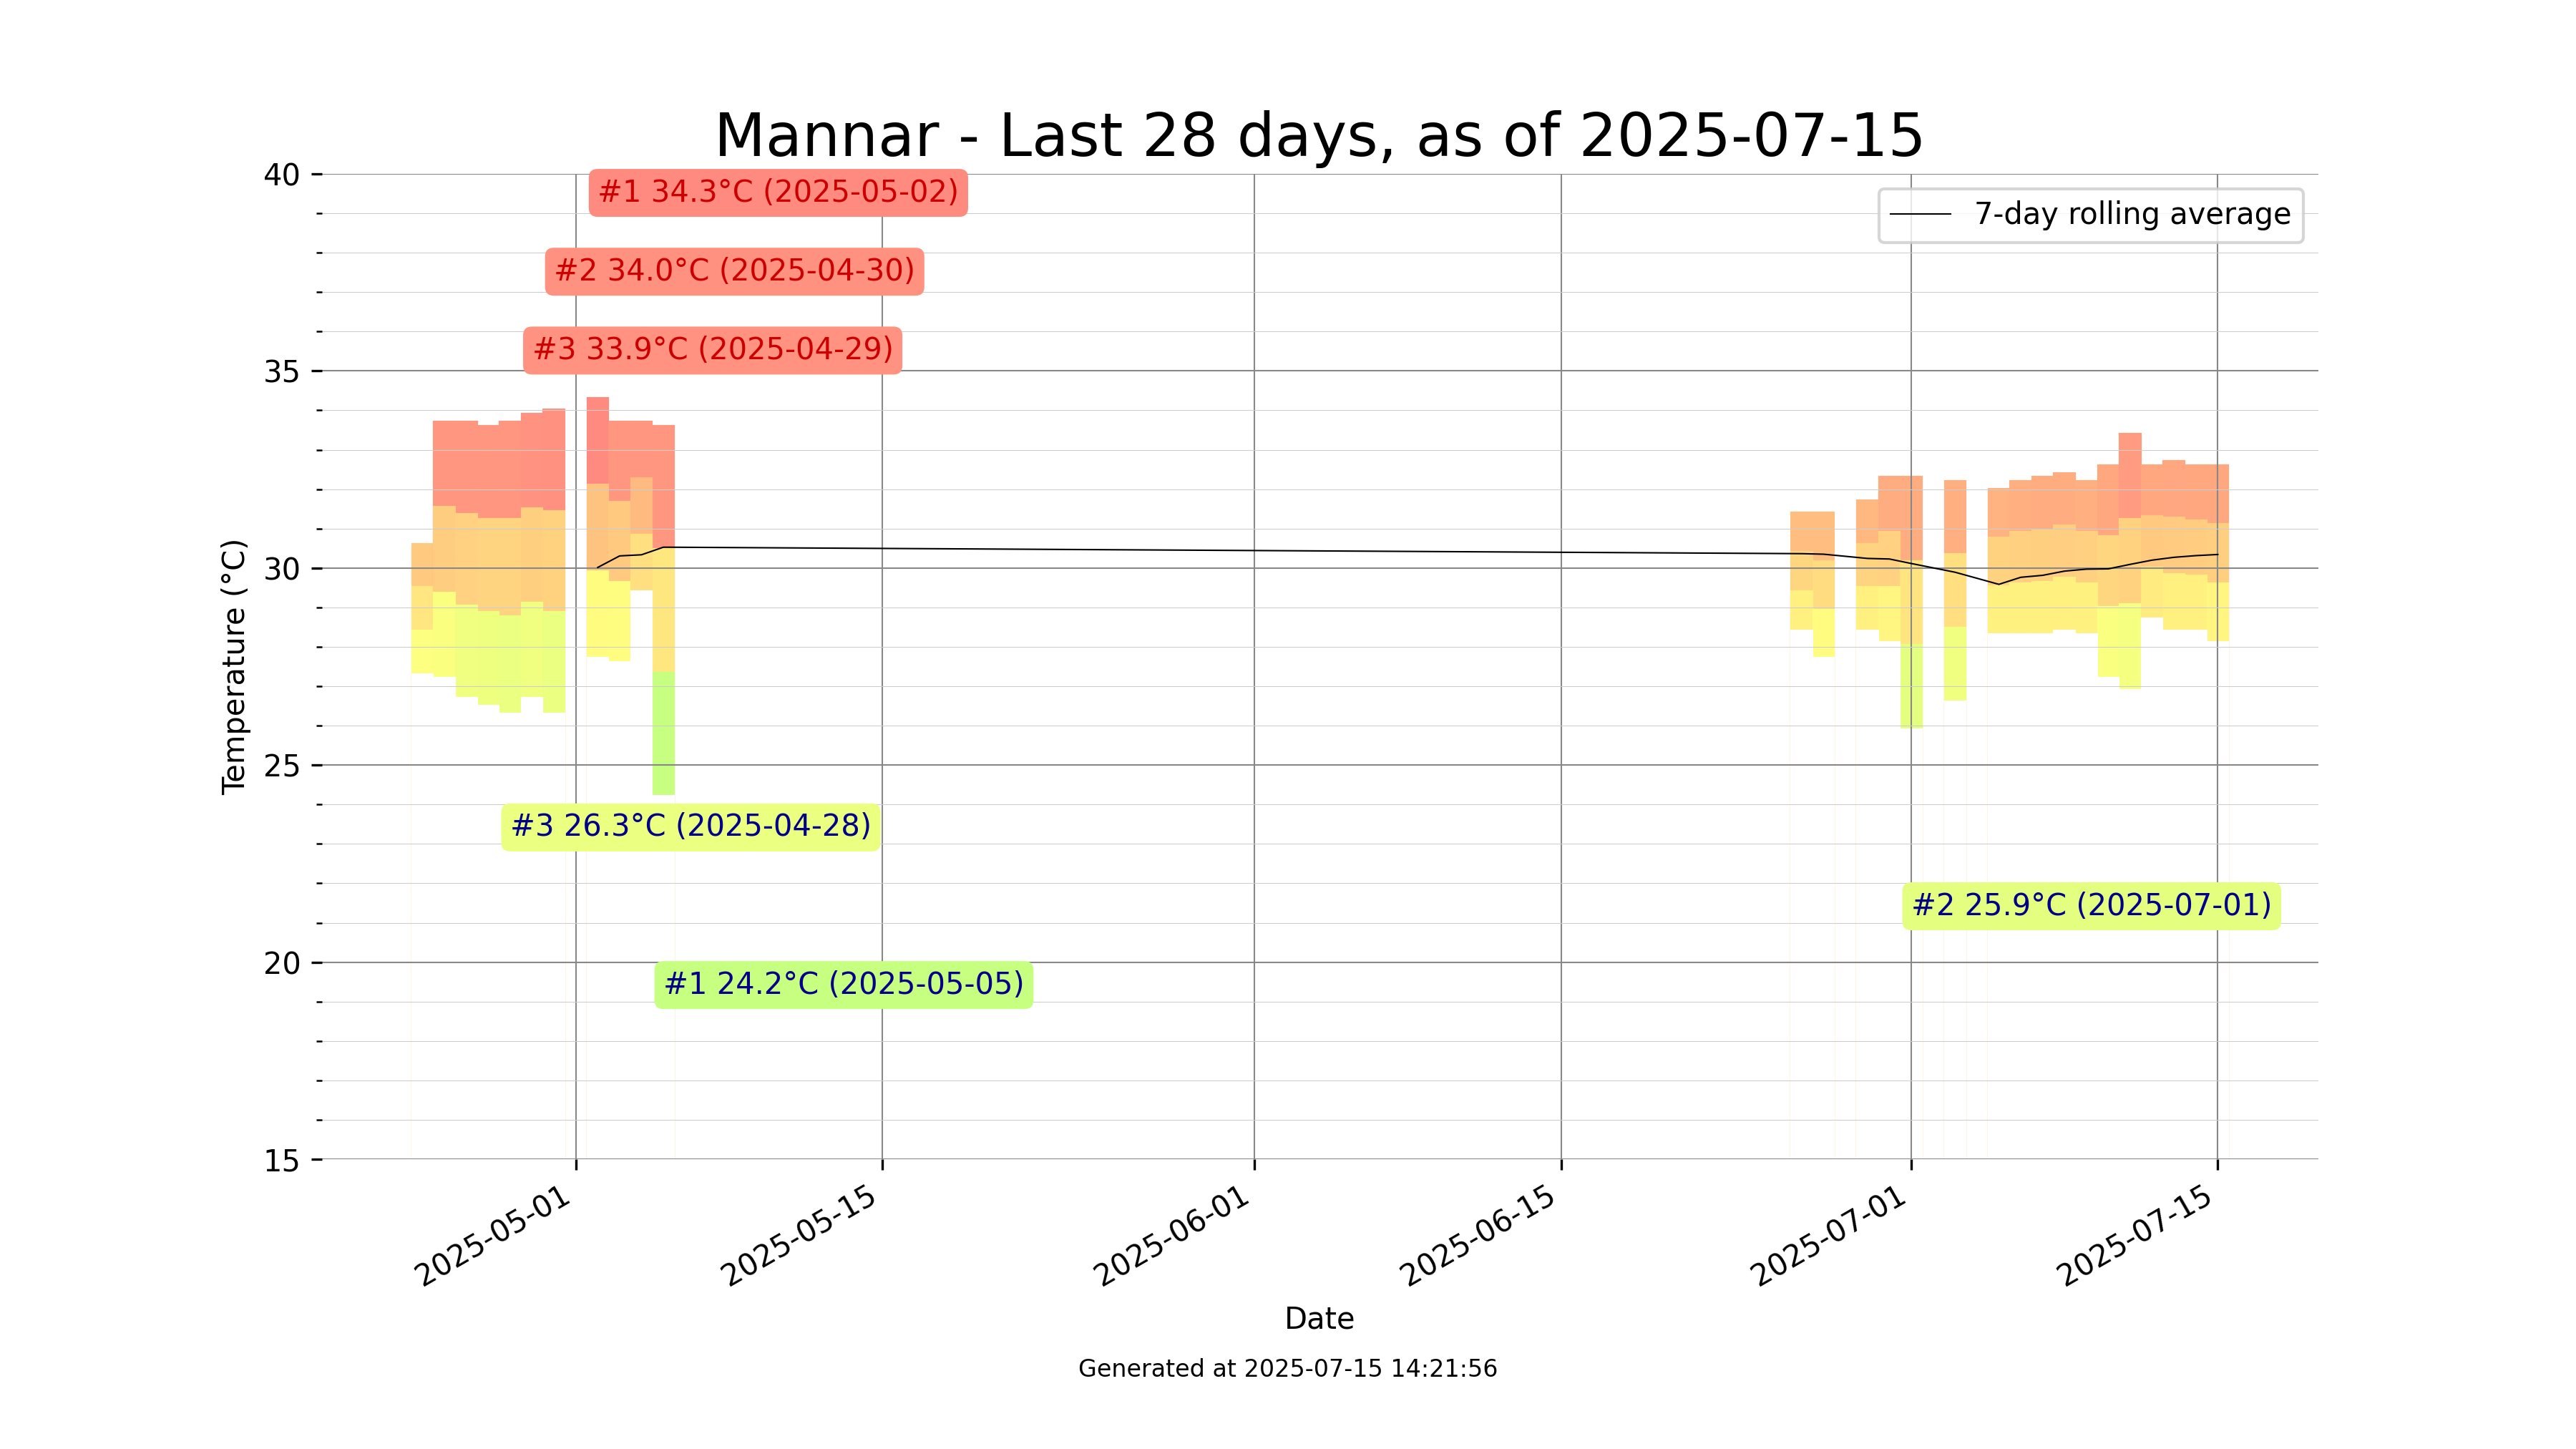 Mannar - Last 28 days, as of 2025-07-15
#1 34.3°C (2025-05-02)
#2 34.0°C (2025-04-30)
#3 33.9°C (2025-04-29)
7-day rolling average
Temperature (°C)
40
35
30
25
20
15
#3 26.3°C (2025-04-28)
#2 25.9°C (2025-07-01)
#1 24.2°C (2025-05-05)
2025-05-01
2025-05-15
2025-06-01
2025-06-15
2025-07-01
2025-07-15
Date
Generated at 2025-07-15 14:21:56